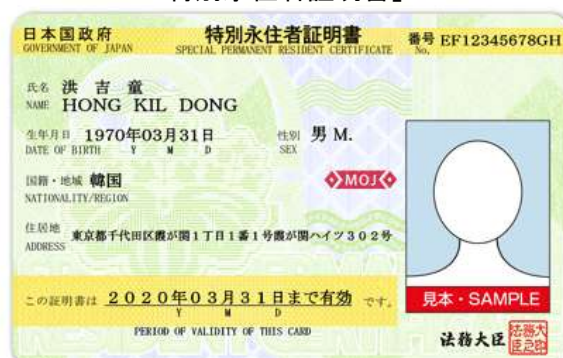 日本国政府 特別永住者証明書 番号 EF12345678GH
GOVERNMENT OF JAPAN SPECIAL PERMANENT RESIDENT CERTIFICATE No.
氏名 洪 吉 童
NAME HONG KIL DONG
生年月日 1970年03月31日 性別 男 M.
DATE OF BIRTH Y M D SEX
国籍・地域 韓国
NATIONALITY/REGION
MOJ
住居地 東京都千代田区霞が関1丁目1番1号霞が関ハイツ302号
ADDRESS
この証明書は 2020年03月31日まで有効 です。
Y M D
PERIOD OF VALIDITY OF THIS CARD
見本・SAMPLE
法務大臣